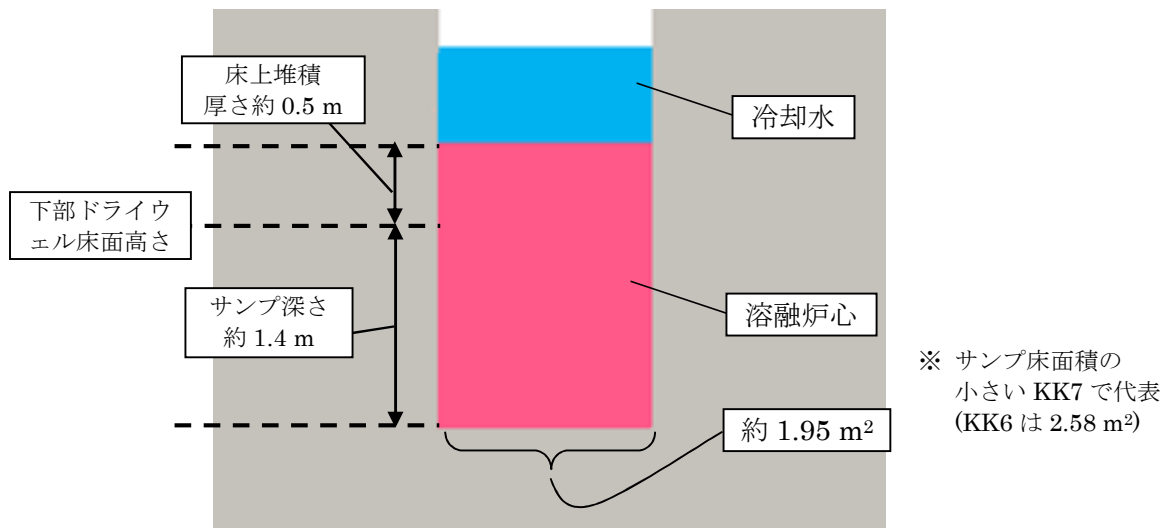 床上堆積
厚さ約 0.5 m
冷却水
下部ドライウ
ェル床面高さ
サンプ深さ
約 1.4 m
溶融炉心
※ サンプ床面積の
小さい KK7 で代表
(KK6 は 2.58 m²)
約 1.95 m²